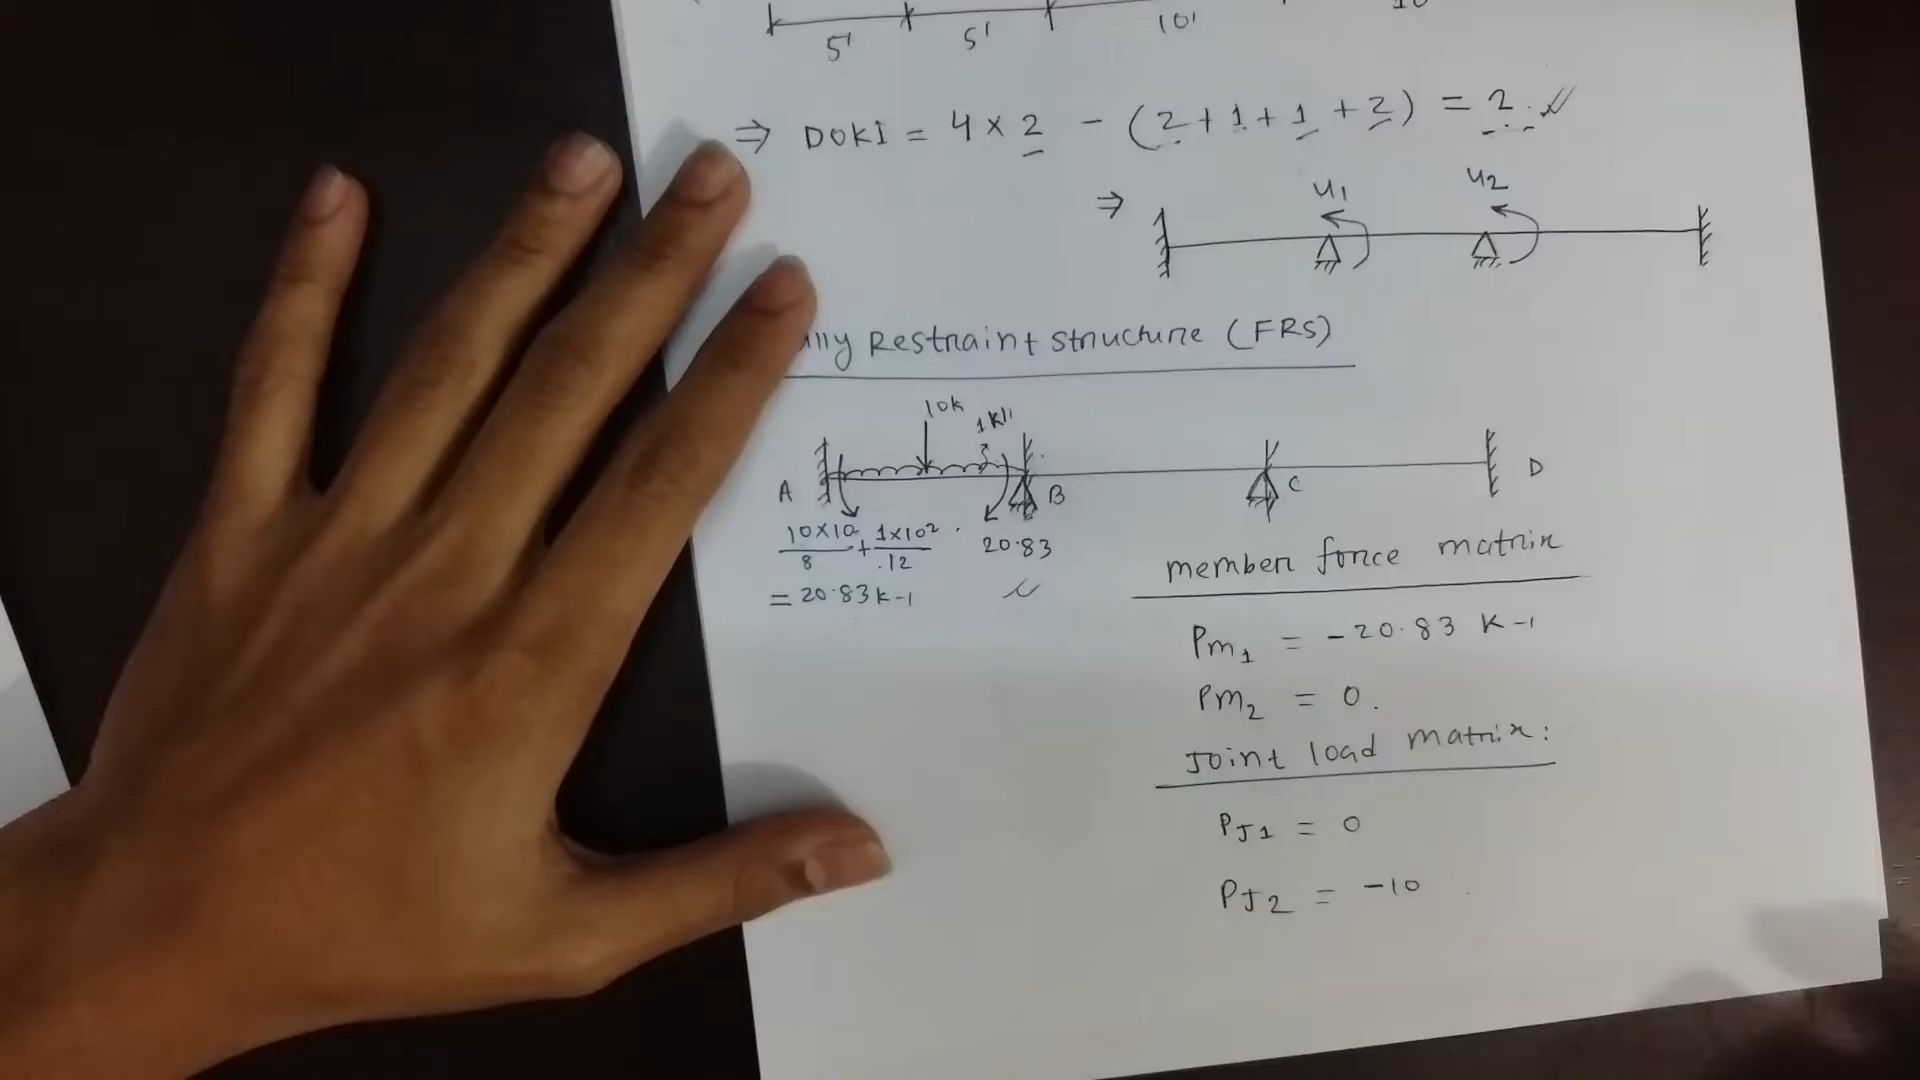 5' 5' 10' 10
⇒ DOKI = 4 × 2 - (2+1+1+2) = 2.
⇒ u1 u2
ully Restraint structure (FRS)
10k 1k/'
A B C D
10×10/8 + 1×10²/12 20.83
= 20.83 k-'
member force matrix
Pm1 = -20.83 k-'
Pm2 = 0.
Joint load matrix:
PJ1 = 0
PJ2 = -10